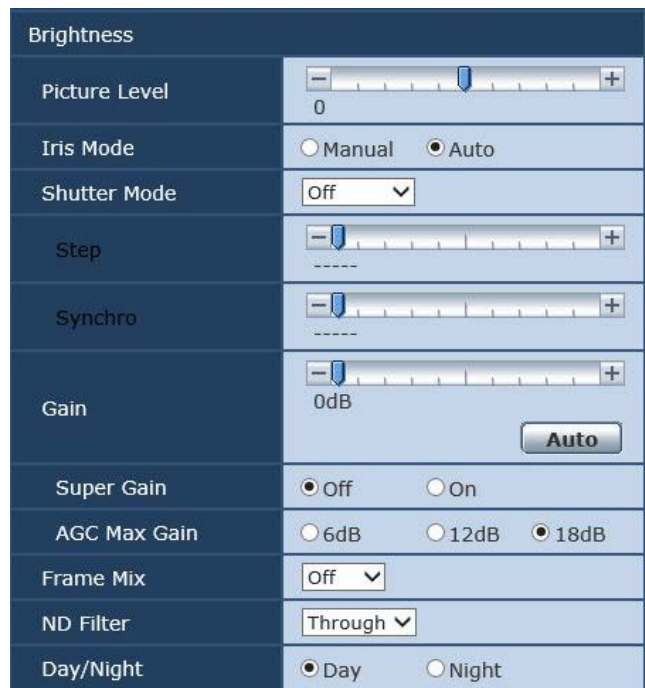 Brightness
Picture Level
0
Iris Mode Manual Auto
Shutter Mode Off
Step
-----
Synchro
-----
Gain
0dB
Auto
Super Gain Off On
AGC Max Gain 6dB 12dB 18dB
Frame Mix Off
ND Filter Through
Day/Night Day Night